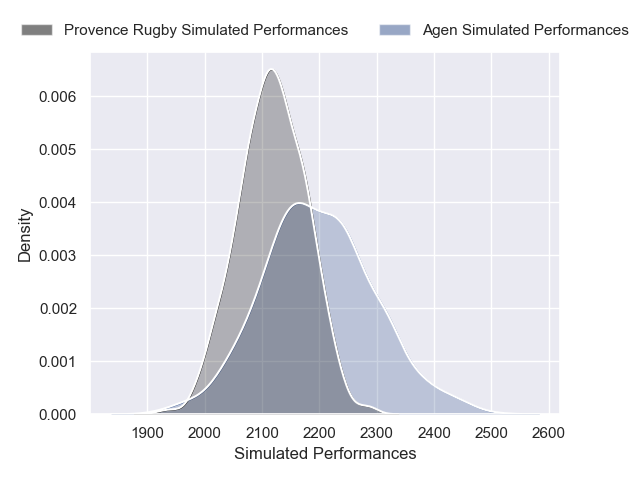 Provence Rugby Simulated Performances Agen Simulated Performances
0.006
0.005
0.004
0.003
0.002
0.001
0.000
Density
1900 2000 2100 2200 2300 2400 2500 2600
Simulated Performances